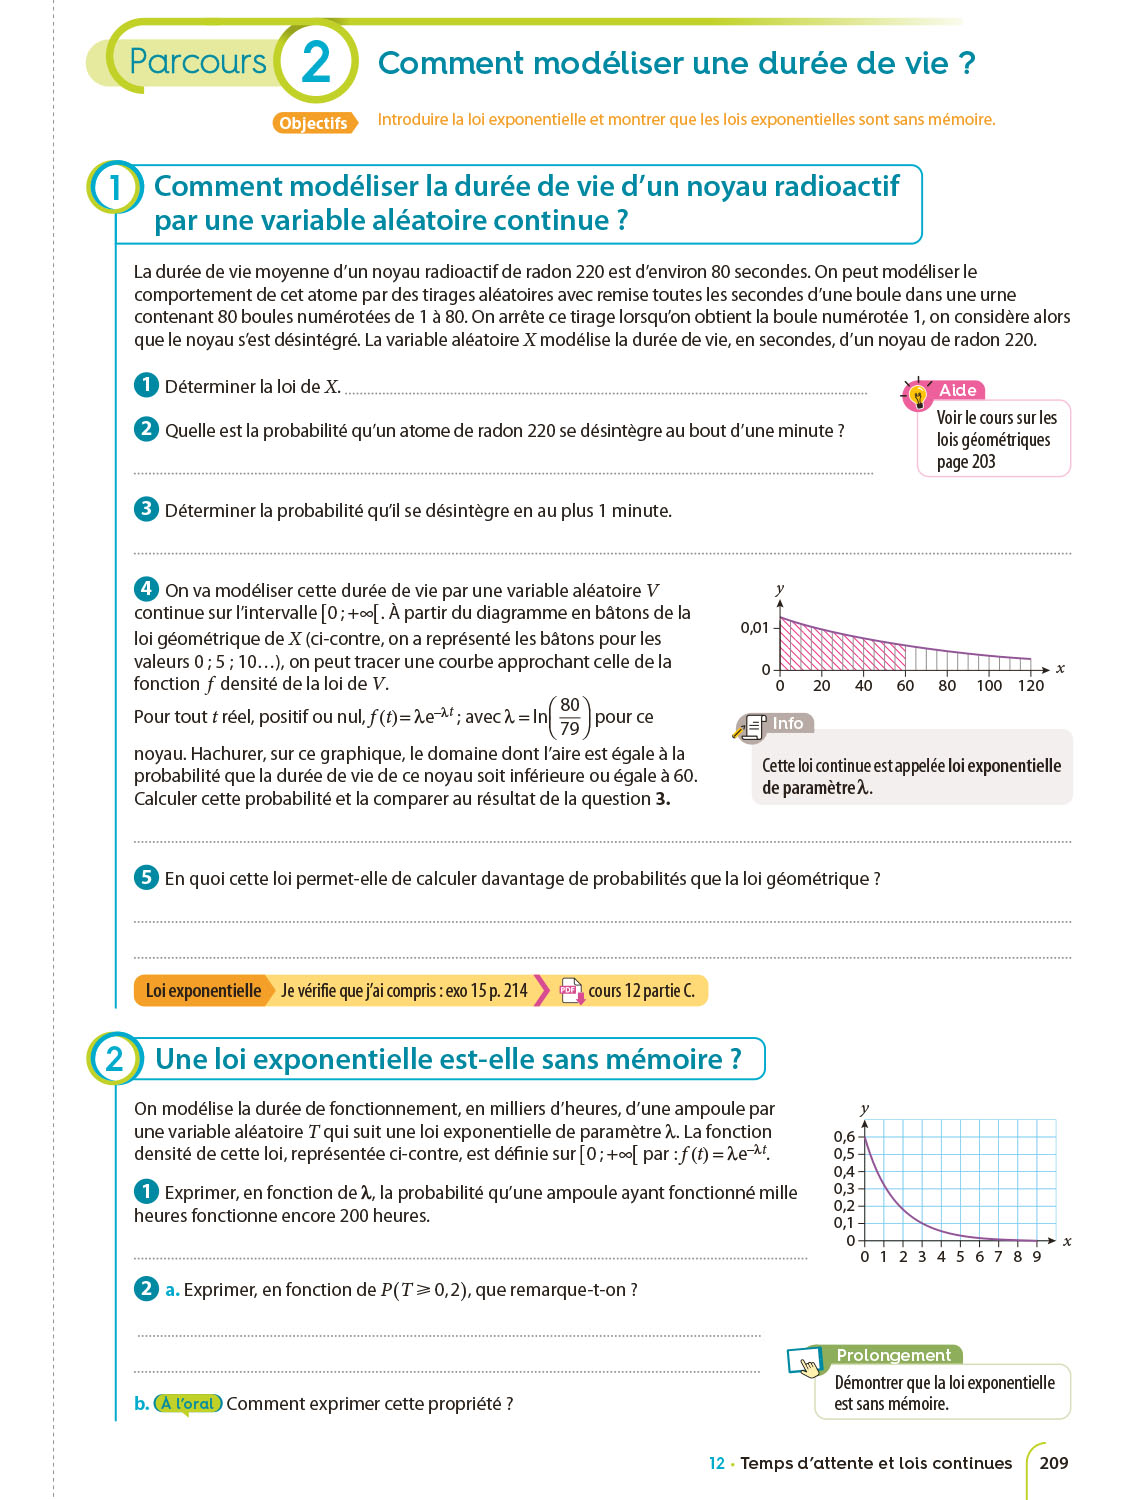 Parcours 2 Comment modéliser une durée de vie ?
Objectifs Introduire la loi exponentielle et montrer que les lois exponentielles sont sans mémoire.
1 Comment modéliser la durée de vie d’un noyau radioactif
par une variable aléatoire continue ?
La durée de vie moyenne d’un noyau radioactif de radon 220 est d’environ 80 secondes. On peut modéliser le
comportement de cet atome par des tirages aléatoires avec remise toutes les secondes d’une boule dans une urne
contenant 80 boules numérotées de 1 à 80. On arrête ce tirage lorsqu’on obtient la boule numérotée 1, on considère alors
que le noyau s’est désintégré. La variable aléatoire X modélise la durée de vie, en secondes, d’un noyau de radon 220.
1 Déterminer la loi de X.
2 Quelle est la probabilité qu’un atome de radon 220 se désintègre au bout d’une minute ?
Aide
Voir le cours sur les
lois géométriques
page 203
3 Déterminer la probabilité qu’il se désintègre en au plus 1 minute.
4 On va modéliser cette durée de vie par une variable aléatoire V
continue sur l’intervalle [0 ; +∞[. À partir du diagramme en bâtons de la
loi géométrique de X (ci-contre, on a représenté les bâtons pour les
valeurs 0 ; 5 ; 10…), on peut tracer une courbe approchant celle de la
fonction f densité de la loi de V.
Pour tout t réel, positif ou nul, f (t) = λe^–λt ; avec λ = ln(80/79) pour ce
noyau. Hachurer, sur ce graphique, le domaine dont l’aire est égale à la
probabilité que la durée de vie de ce noyau soit inférieure ou égale à 60.
Calculer cette probabilité et la comparer au résultat de la question 3.
y
0,01
0
x
0 20 40 60 80 100 120
Info
Cette loi continue est appelée loi exponentielle
de paramètre λ.
5 En quoi cette loi permet-elle de calculer davantage de probabilités que la loi géométrique ?
Loi exponentielle Je vérifie que j’ai compris : exo 15 p. 214 PDF cours 12 partie C.
2 Une loi exponentielle est-elle sans mémoire ?
On modélise la durée de fonctionnement, en milliers d’heures, d’une ampoule par
une variable aléatoire T qui suit une loi exponentielle de paramètre λ. La fonction
densité de cette loi, représentée ci-contre, est définie sur [0 ; +∞[ par : f (t) = λe^–λt.
1 Exprimer, en fonction de λ, la probabilité qu’une ampoule ayant fonctionné mille
heures fonctionne encore 200 heures.
y
0,6
0,5
0,4
0,3
0,2
0,1
0
x
0 1 2 3 4 5 6 7 8 9
2 a. Exprimer, en fonction de P(T ⩾ 0,2), que remarque-t-on ?
b. À l’oral Comment exprimer cette propriété ?
Prolongement
Démontrer que la loi exponentielle
est sans mémoire.
12 • Temps d’attente et lois continues 209